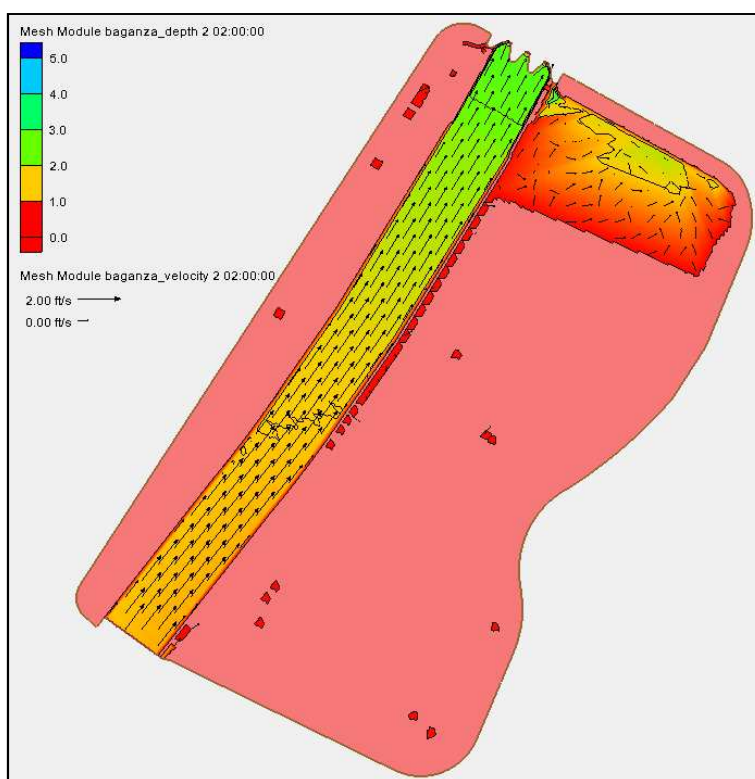 Mesh Module baganza_depth 2 02:00:00
5.0
4.0
3.0
2.0
1.0
0.0
Mesh Module baganza_velocity 2 02:00:00
2.00 ft/s
0.00 ft/s